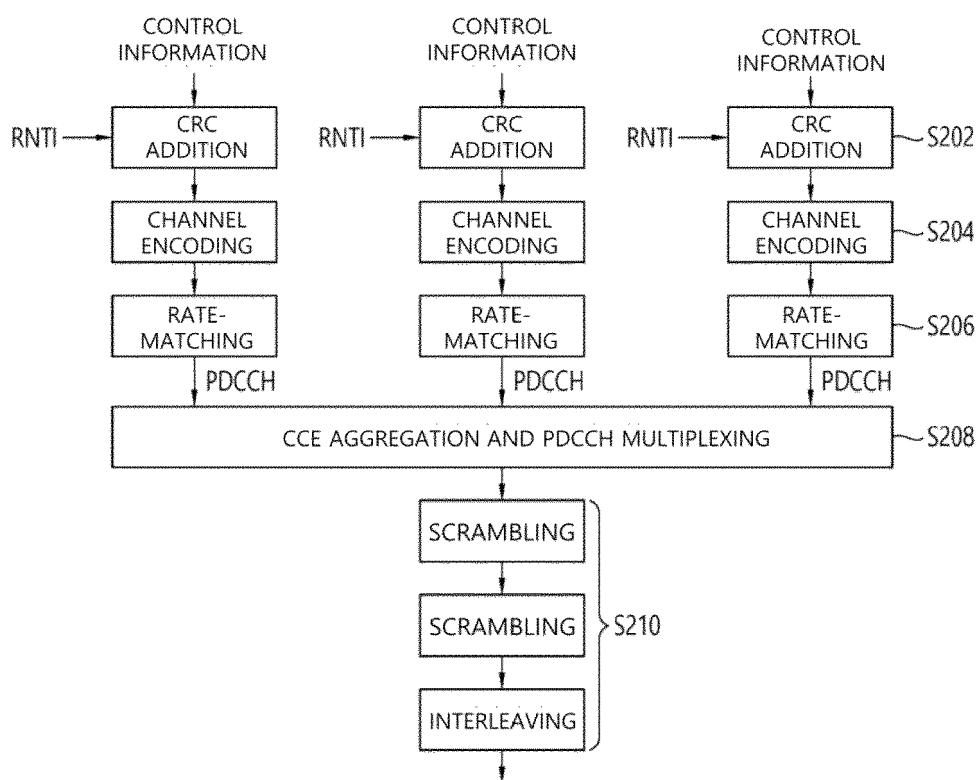 CONTROL
INFORMATION
CONTROL
INFORMATION
CONTROL
INFORMATION
RNTI
CRC
ADDITION
RNTI
CRC
ADDITION
RNTI
CRC
ADDITION
S202
CHANNEL
ENCODING
CHANNEL
ENCODING
CHANNEL
ENCODING
S204
RATE-
MATCHING
RATE-
MATCHING
RATE-
MATCHING
S206
PDCCH
PDCCH
PDCCH
CCE AGGREGATION AND PDCCH MULTIPLEXING
S208
SCRAMBLING
SCRAMBLING
S210
INTERLEAVING